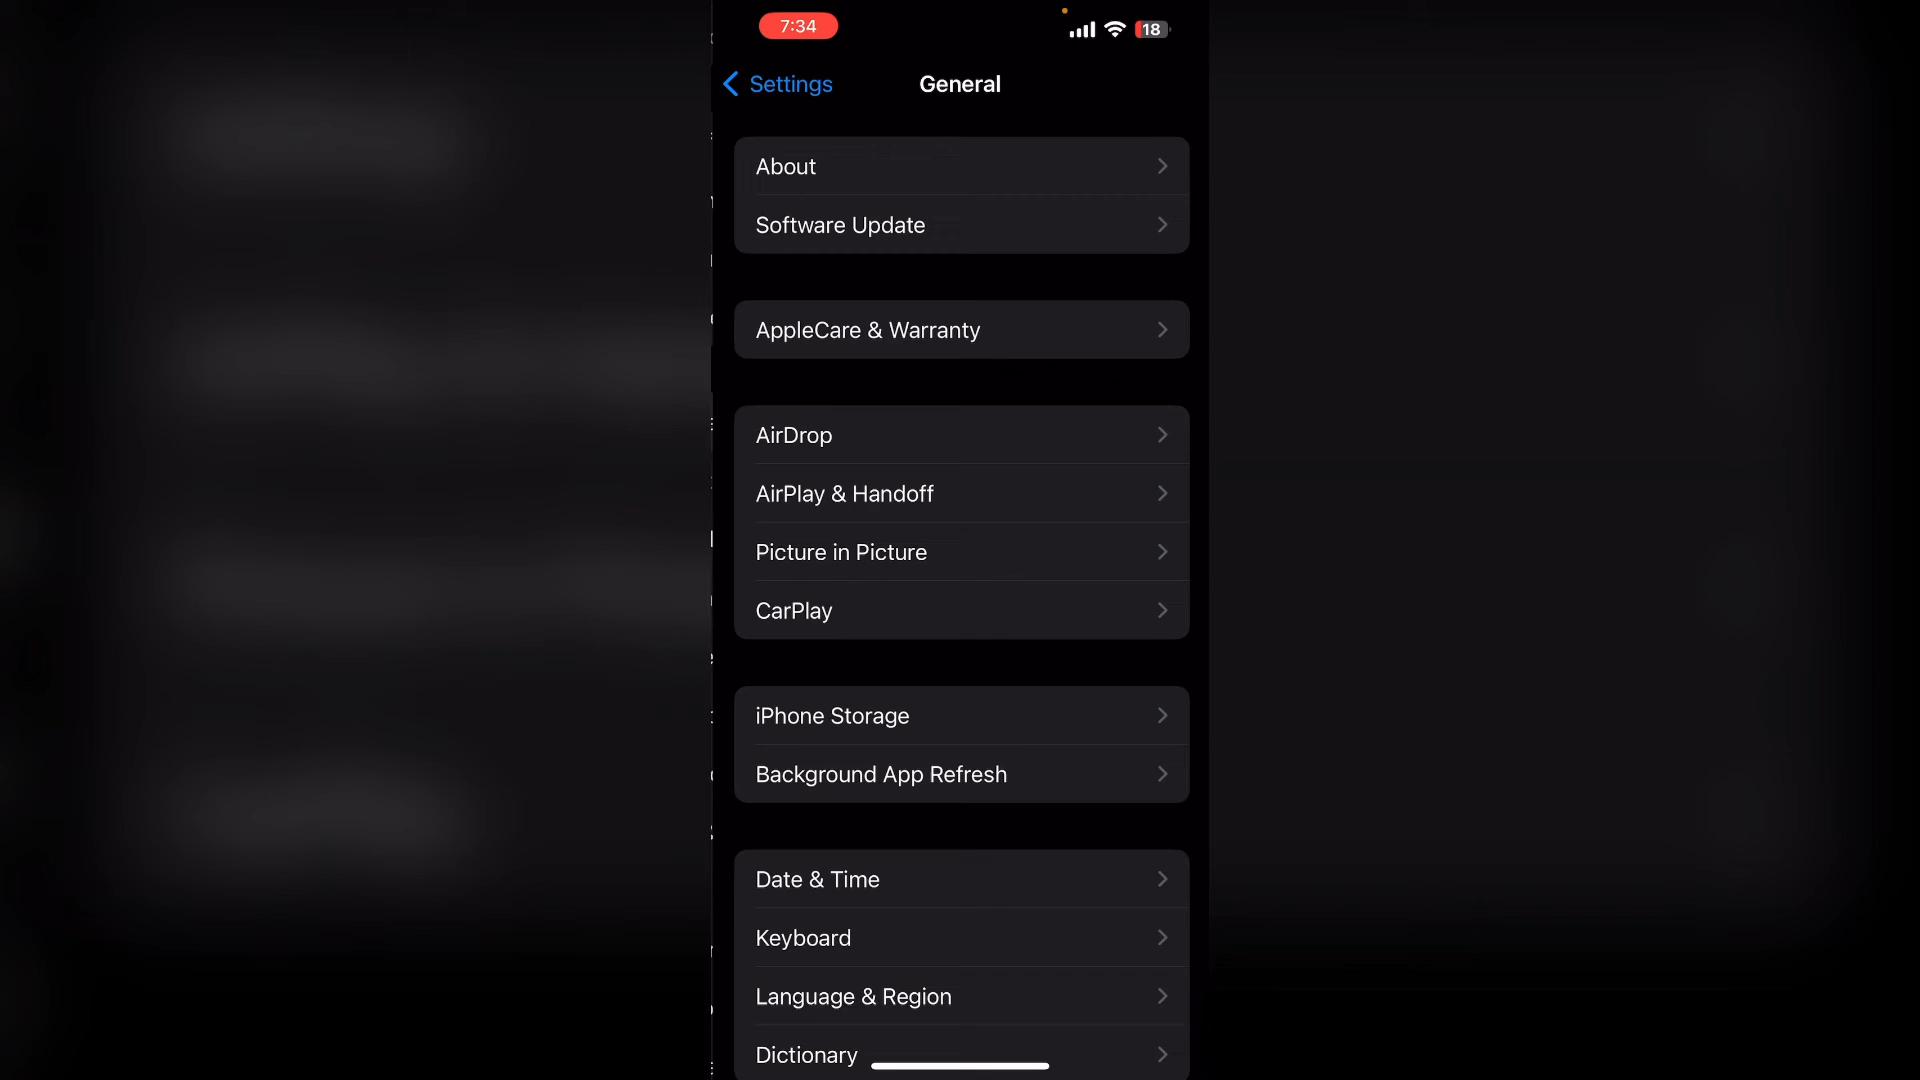 7:34
18
Settings
General
About
Software Update
AppleCare & Warranty
AirDrop
AirPlay & Handoff
Picture in Picture
CarPlay
iPhone Storage
Background App Refresh
Date & Time
Keyboard
Language & Region
Dictionary